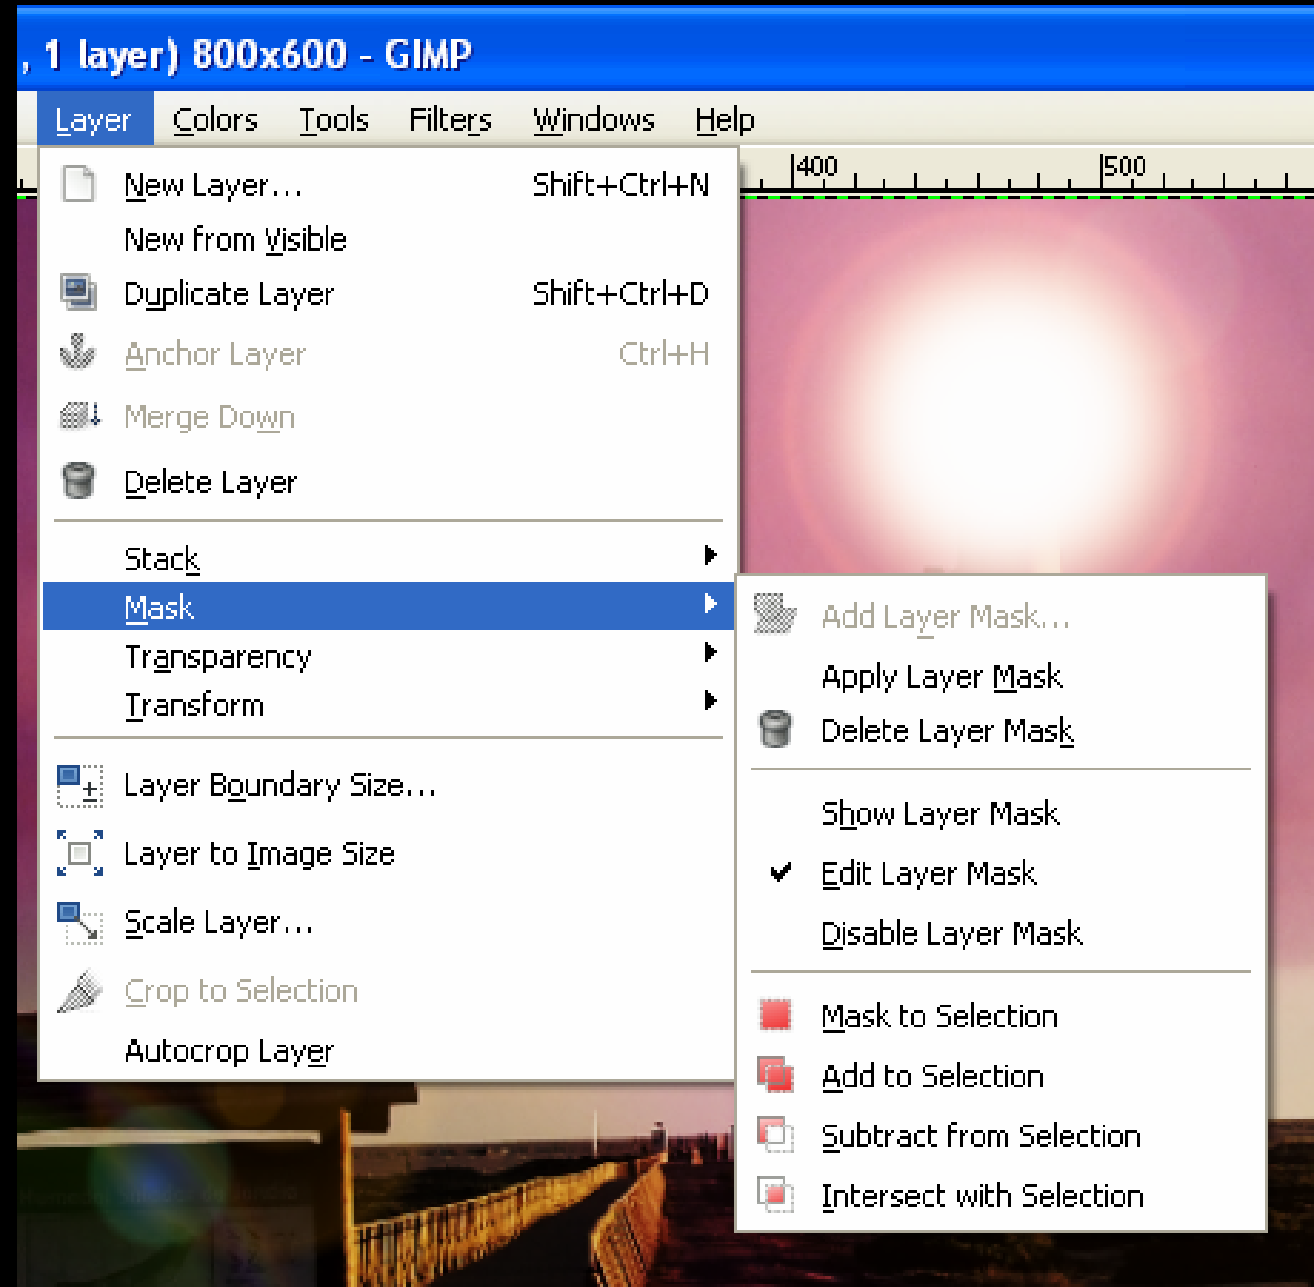 , 1 layer) 800x600 - GIMP
Layer Colors Tools Filters Windows Help
400 500
New Layer... Shift+Ctrl+N
New from Visible
Duplicate Layer Shift+Ctrl+D
Anchor Layer Ctrl+H
Merge Down
Delete Layer
Stack
Mask
Transparency
Transform
Layer Boundary Size...
Layer to Image Size
Scale Layer...
Crop to Selection
Autocrop Layer
Add Layer Mask...
Apply Layer Mask
Delete Layer Mask
Show Layer Mask
Edit Layer Mask
Disable Layer Mask
Mask to Selection
Add to Selection
Subtract from Selection
Intersect with Selection